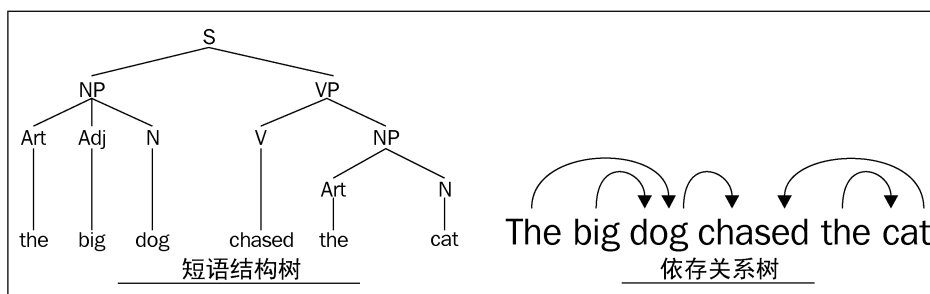 S
NP VP
Art Adj N V NP
Art N
the big dog chased the cat
The big dog chased the cat
短语结构树
依存关系树